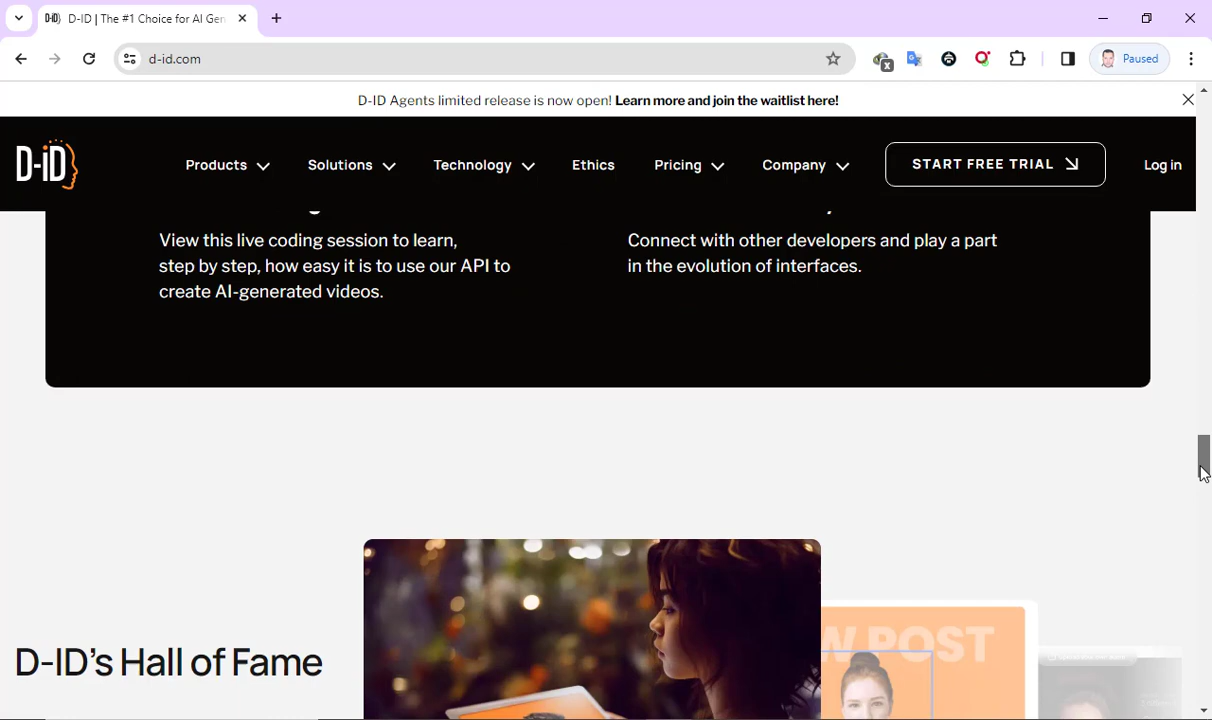 D-ID | The #1 Choice for AI Gen
d-id.com
Paused
D-ID Agents limited release is now open! Learn more and join the waitlist here!
D-iD
Products
Solutions
Technology
Ethics
Pricing
Company
START FREE TRIAL
Log in
View this live coding session to learn,
step by step, how easy it is to use our API to
create AI-generated videos.
Connect with other developers and play a part
in the evolution of interfaces.
W POST
D-ID's Hall of Fame